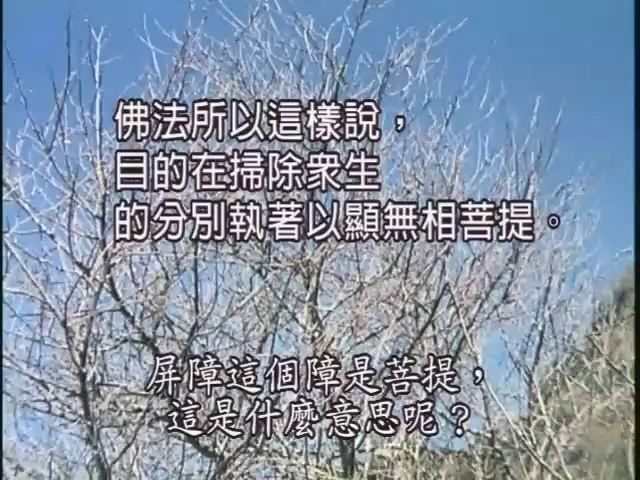 佛法所以這樣說，
目的在掃除眾生
的分別執著以顯無相菩提。
屏障這個障是菩提，
這是什麼意思呢？